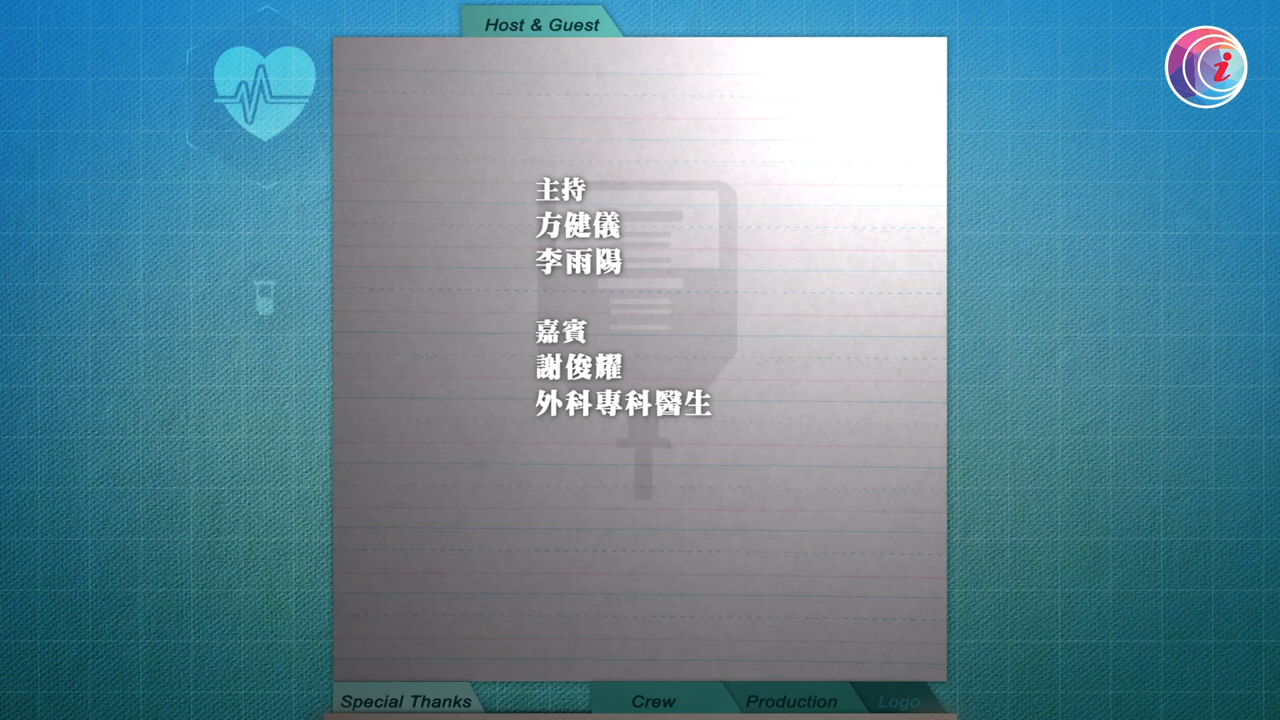 Host & Guest
i
主持
方健儀
李雨陽
嘉賓
謝俊耀
外科專科醫生
Special Thanks
Crew
Production
Logo